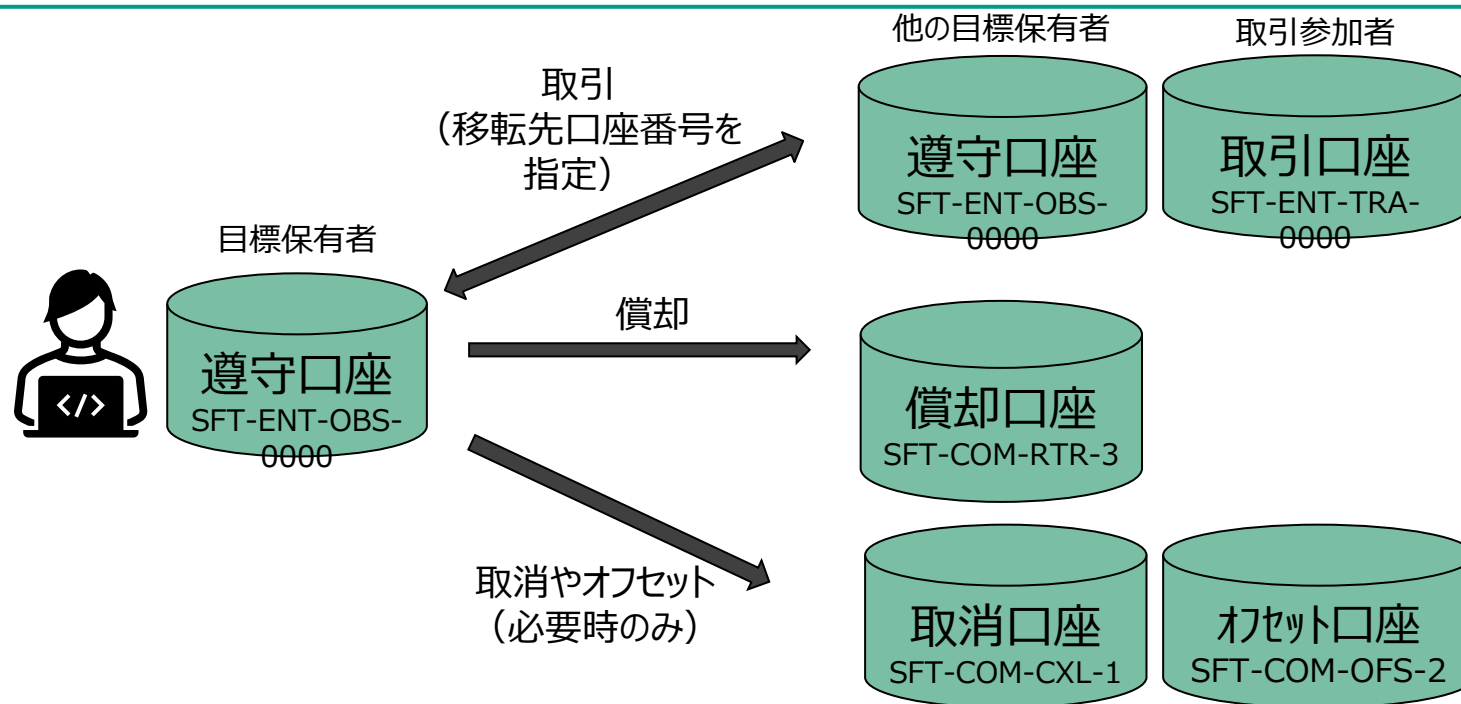 他の目標保有者
取引参加者
取引
（移転先口座番号を
指定）
遵守口座
SFT-ENT-OBS-
0000
取引口座
SFT-ENT-TRA-
0000
目標保有者
遵守口座
SFT-ENT-OBS-
0000
</>
償却
償却口座
SFT-COM-RTR-3
取消やオフセット
（必要時のみ）
取消口座
SFT-COM-CXL-1
オフセット口座
SFT-COM-OFS-2